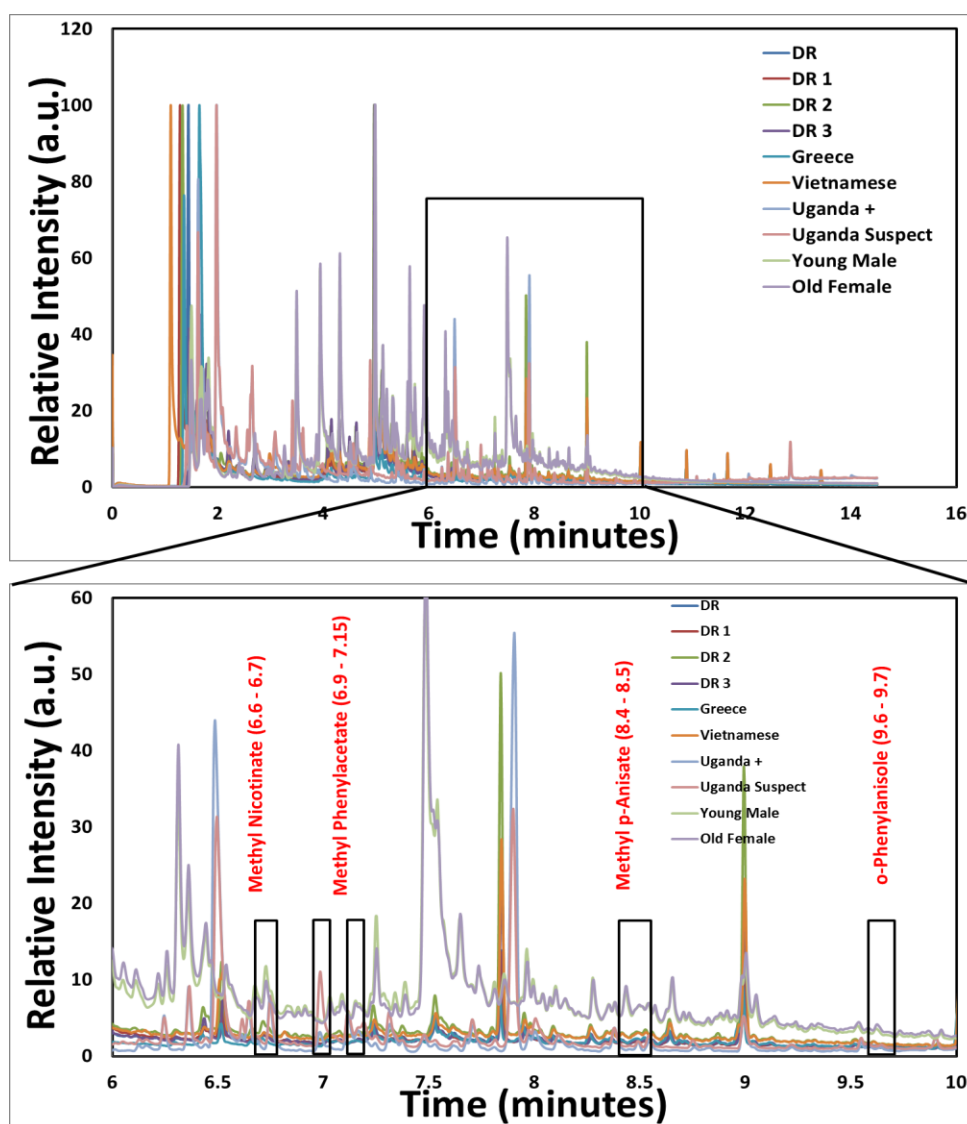 120
100
80
60
40
20
0
Relative Intensity (a.u.)
DR
DR 1
DR 2
DR 3
Greece
Vietnamese
Uganda +
Uganda Suspect
Young Male
Old Female
0 2 4 6 8 10 12 14 16
Time (minutes)
60
50
40
30
20
10
0
Relative Intensity (a.u.)
Methyl Nicotinate (6.6 - 6.7)
Methyl Phenylacetate (6.9 - 7.15)
DR
DR 1
DR 2
DR 3
Greece
Vietnamese
Uganda +
Uganda Suspect
Young Male
Old Female
Methyl p-Anisate (8.4 - 8.5)
o-Phenylanisole (9.6 - 9.7)
6 6.5 7 7.5 8 8.5 9 9.5 10
Time (minutes)